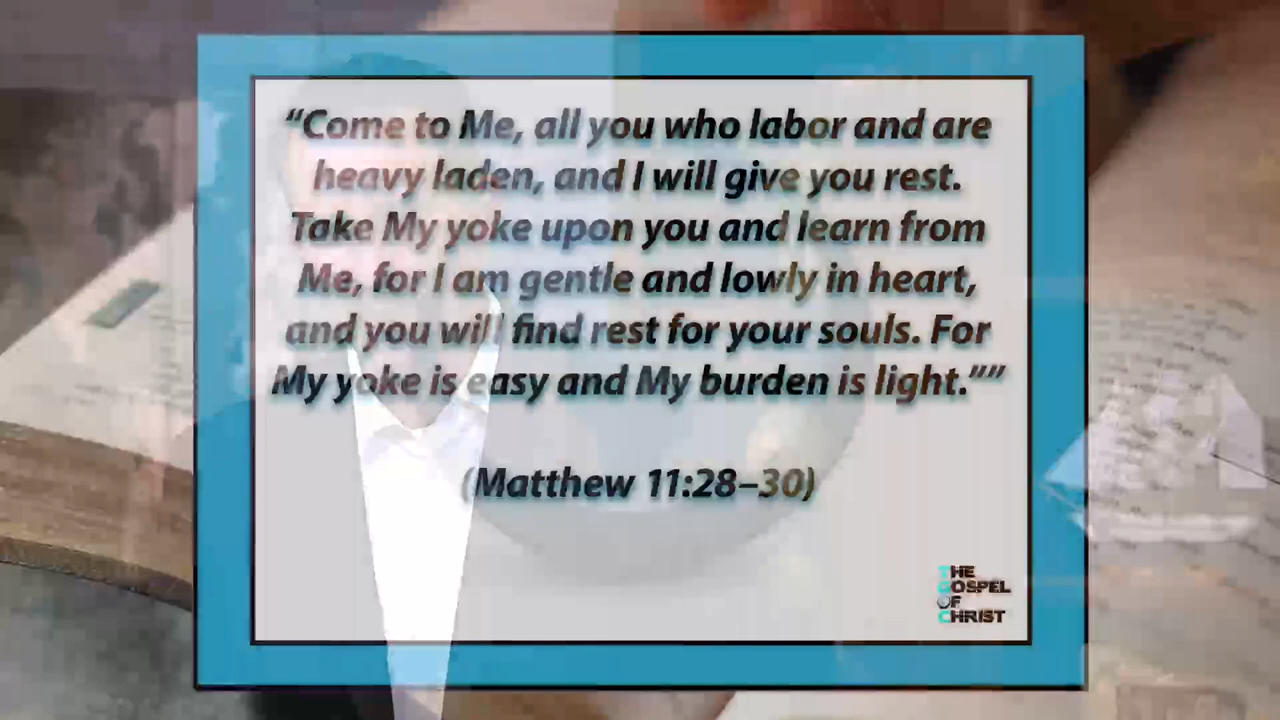 “Come to Me, all you who labor and are
heavy laden, and I will give you rest.
Take My yoke upon you and learn from
Me, for I am gentle and lowly in heart,
and you will find rest for your souls. For
My yoke is easy and My burden is light.””
(Matthew 11:28–30)
THE
GOSPEL
OF
CHRIST